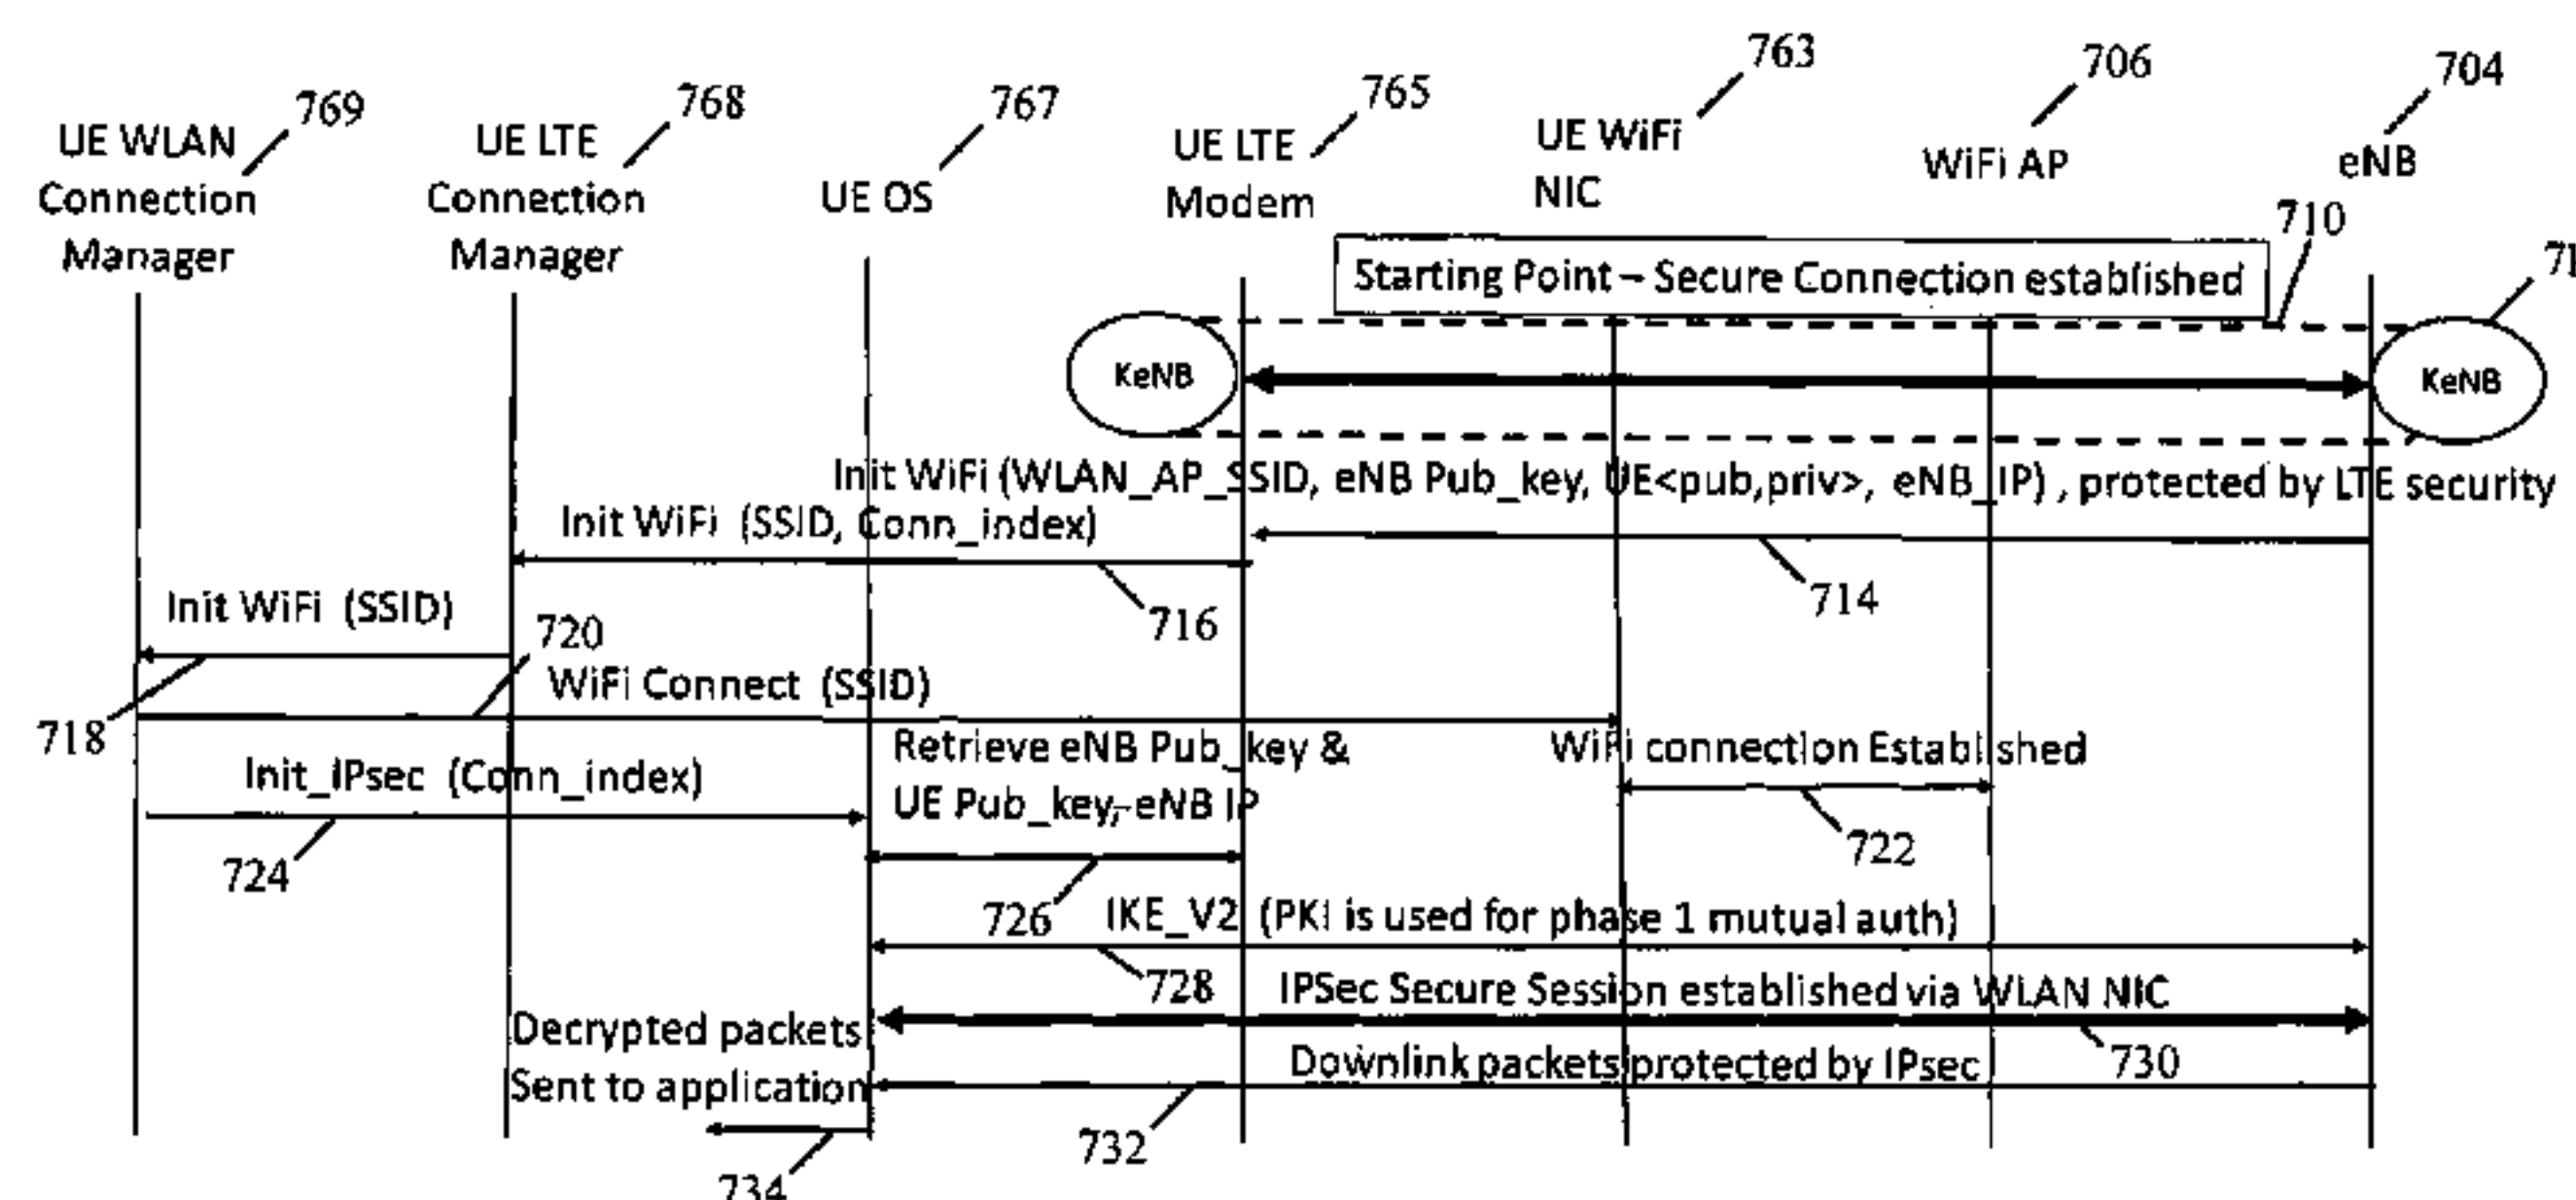 769
768
767
765
763
706
704
UE WLAN
Connection
Manager
UE LTE
Connection
Manager
UE OS
UE LTE
Modem
UE WiFi
NIC
WiFi AP
eNB
710
Starting Point – Secure Connection established
KeNB
KeNB
Init WiFi (WLAN_AP_SSID, eNB Pub_key, UE<pub,priv>, eNB_IP) , protected by LTE security
714
Init WiFi (SSID, Conn_index)
716
Init WiFi (SSID)
718
720
WiFi Connect (SSID)
WiFi connection Established
722
Init_IPsec (Conn_index)
724
Retrieve eNB Pub_key &
UE Pub_key, eNB IP
726
IKE_V2 (PKI is used for phase 1 mutual auth)
728
IPSec Secure Session established via WLAN NIC
730
Downlink packets protected by IPsec
732
Decrypted packets
Sent to application
734